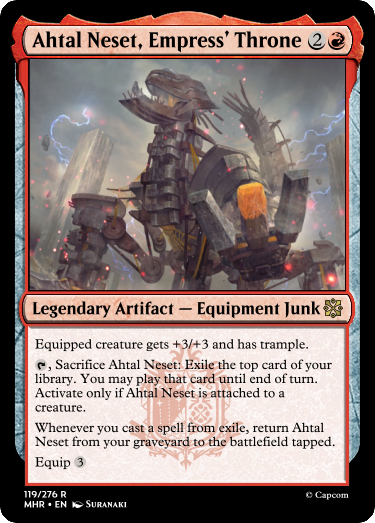 Ahtal Neset, Empress' Throne 2
Legendary Artifact — Equipment Junk
Equipped creature gets +3/+3 and has trample.
, Sacrifice Ahtal Neset: Exile the top card of your
library. You may play that card until end of turn.
Activate only if Ahtal Neset is attached to a
creature.
Whenever you cast a spell from exile, return Ahtal
Neset from your graveyard to the battlefield tapped.
Equip 3
119/276 R
MHR • EN Suranaki
© Capcom